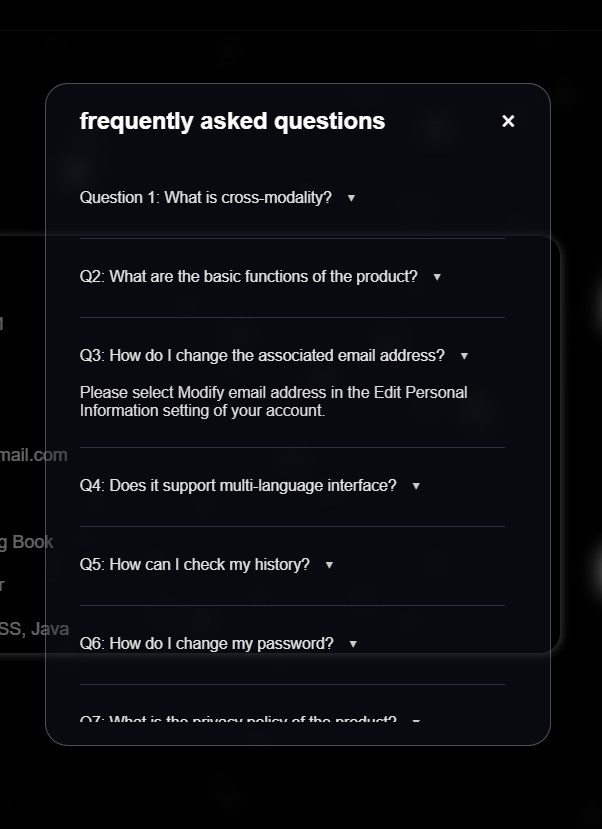 frequently asked questions ×
Question 1: What is cross-modality? ▼
Q2: What are the basic functions of the product? ▼
1
Q3: How do I change the associated email address? ▼
Please select Modify email address in the Edit Personal
Information setting of your account.
mail.com
Q4: Does it support multi-language interface? ▼
g Book
Q5: How can I check my history? ▼
r
SS, Java
Q6: How do I change my password? ▼
Q7: What is the privacy policy of the product?